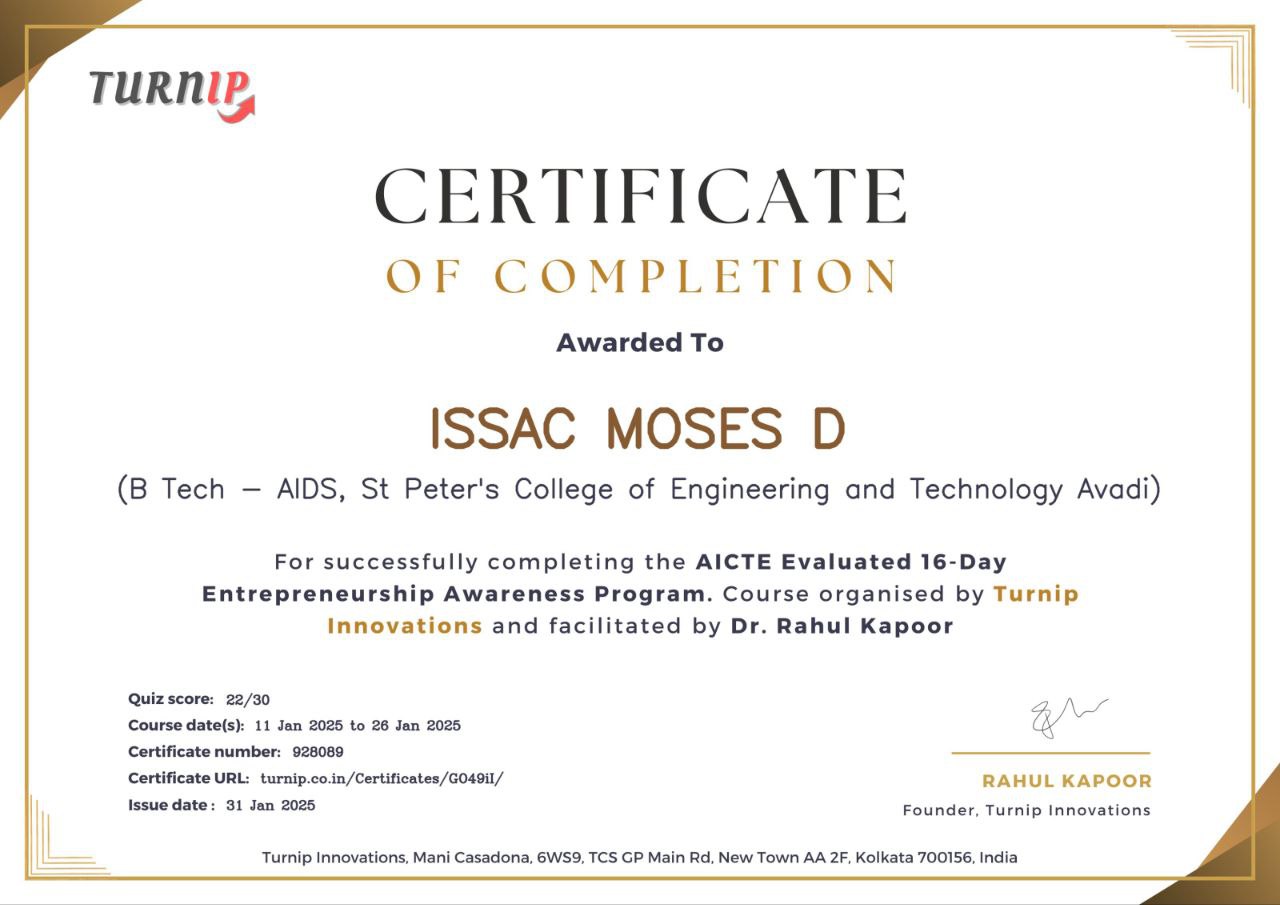 TURNIP
CERTIFICATE
OF COMPLETION
Awarded To
ISSAC MOSES D
(B Tech – AIDS, St Peter's College of Engineering and Technology Avadi)
For successfully completing the AICTE Evaluated 16-Day
Entrepreneurship Awareness Program. Course organised by Turnip
Innovations and facilitated by Dr. Rahul Kapoor
Quiz score: 22/30
Course date(s): 11 Jan 2025 to 26 Jan 2025
Certificate number: 928089
Certificate URL: turnip.co.in/Certificates/G049iI/
Issue date : 31 Jan 2025
RAHUL KAPOOR
Founder, Turnip Innovations
Turnip Innovations, Mani Casadona, 6WS9, TCS GP Main Rd, New Town AA 2F, Kolkata 700156, India